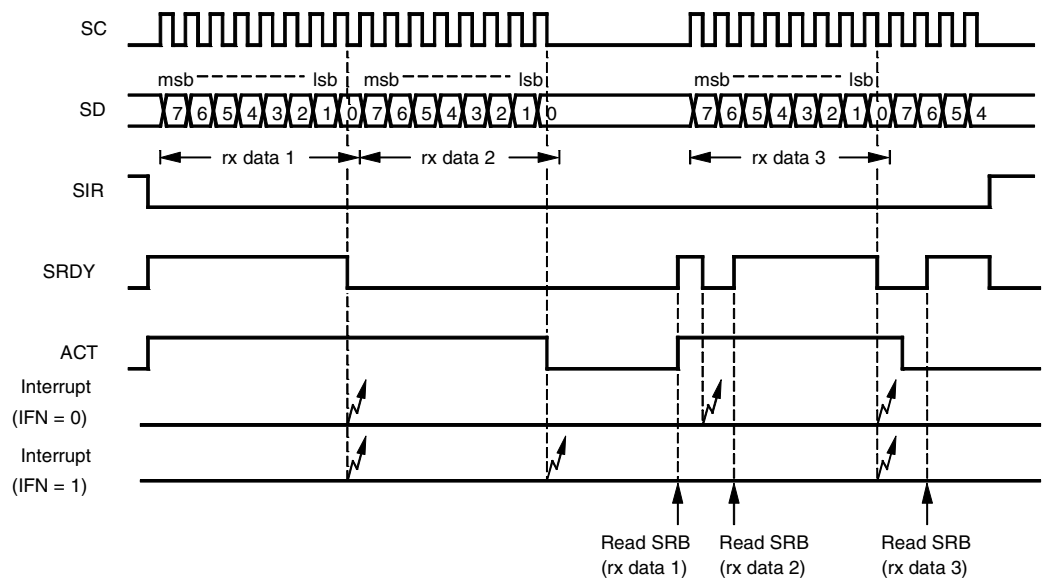 SC
msb lsb msb lsb msb lsb
SD 7 6 5 4 3 2 1 0 7 6 5 4 3 2 1 0 7 6 5 4 3 2 1 0 7 6 5 4
rx data 1 rx data 2 rx data 3
SIR
SRDY
ACT
Interrupt
(IFN = 0)
Interrupt
(IFN = 1)
Read SRB
(rx data 1)
Read SRB
(rx data 2)
Read SRB
(rx data 3)